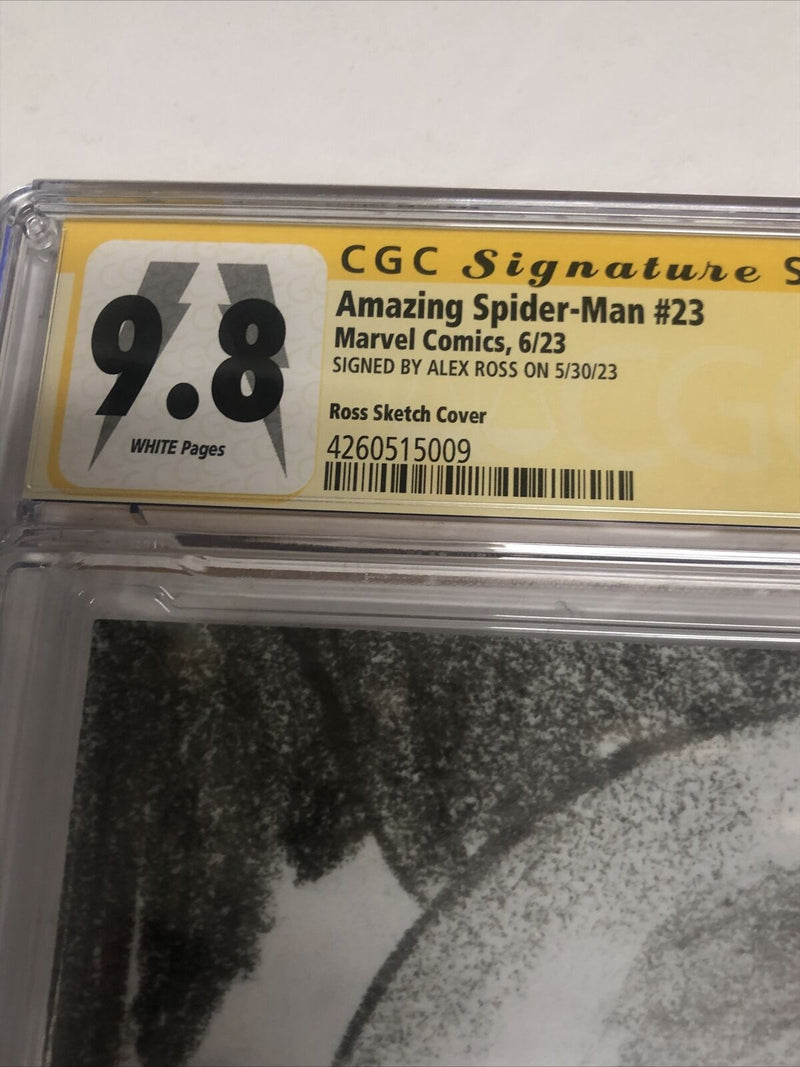 CGC Signature S
9.8
WHITE Pages
Amazing Spider-Man #23
Marvel Comics, 6/23
SIGNED BY ALEX ROSS ON 5/30/23
Ross Sketch Cover
4260515009